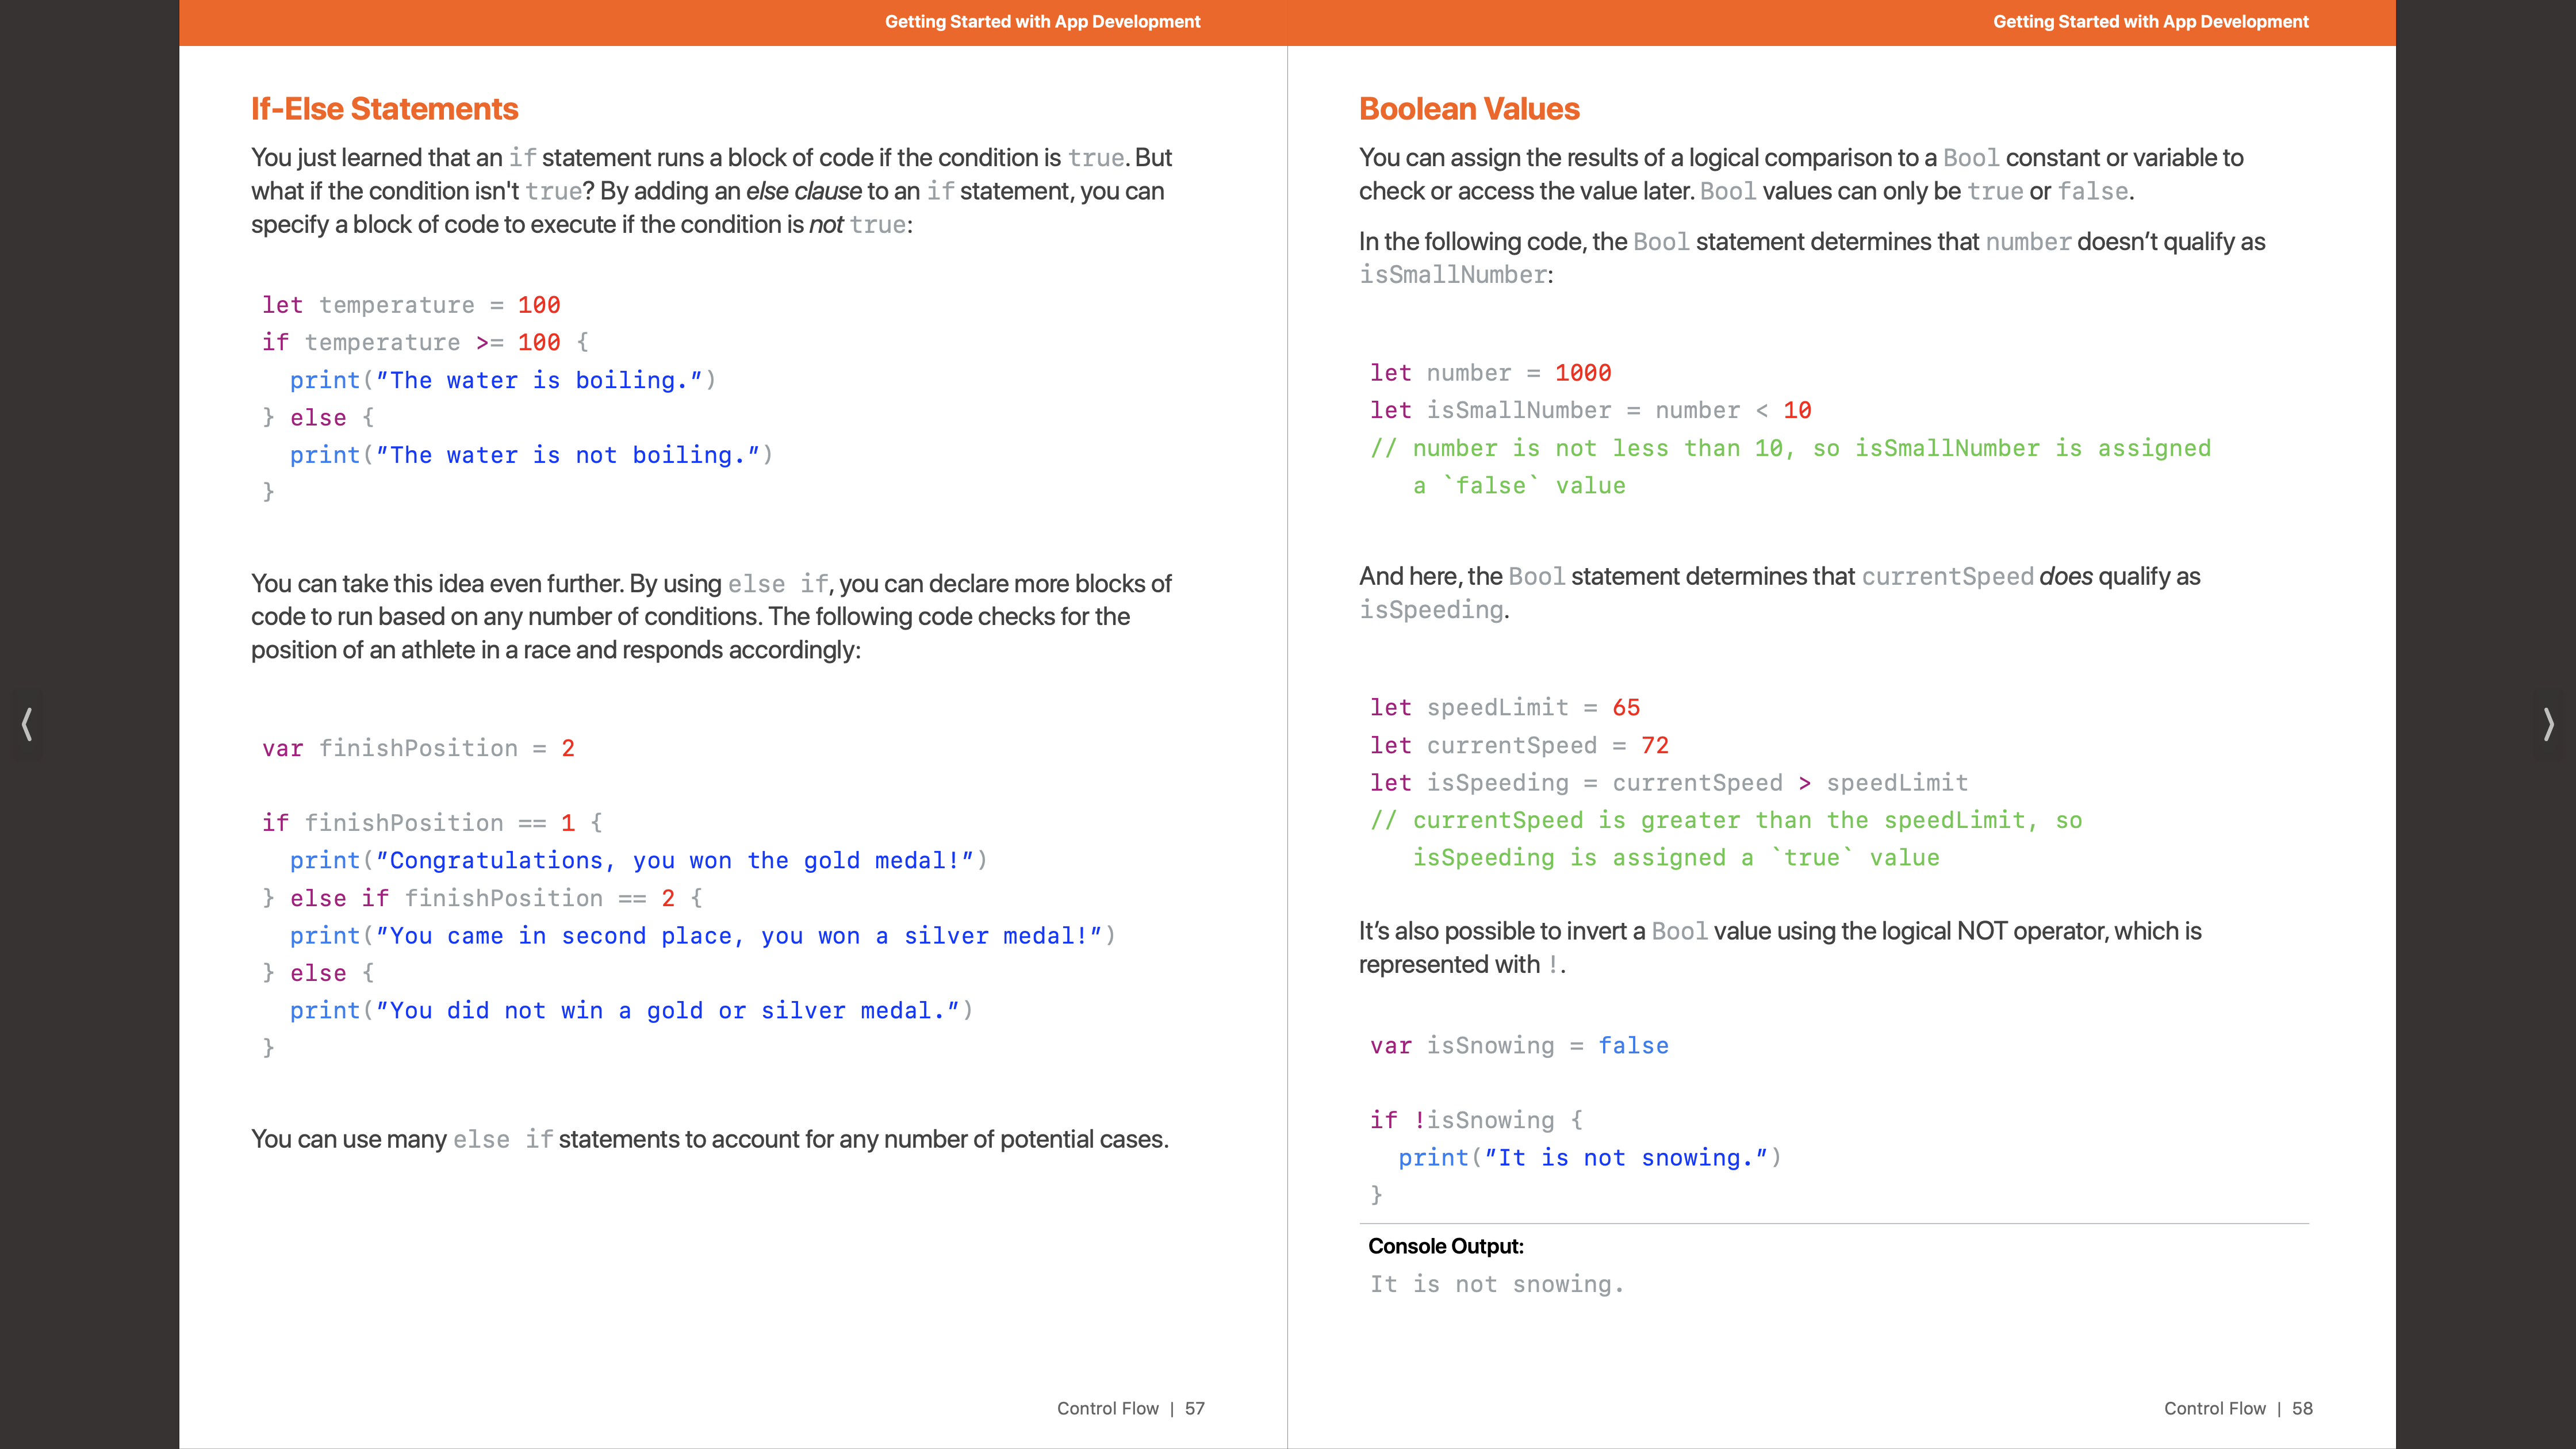 Getting Started with App Development
If-Else Statements
You just learned that an if statement runs a block of code if the condition is true. But
what if the condition isn't true? By adding an else clause to an if statement, you can
specify a block of code to execute if the condition is not true:
let temperature = 100
if temperature >= 100 {
  print("The water is boiling.")
} else {
  print("The water is not boiling.")
}
You can take this idea even further. By using else if, you can declare more blocks of
code to run based on any number of conditions. The following code checks for the
position of an athlete in a race and responds accordingly:
var finishPosition = 2
if finishPosition == 1 {
  print("Congratulations, you won the gold medal!")
} else if finishPosition == 2 {
  print("You came in second place, you won a silver medal!")
} else {
  print("You did not win a gold or silver medal.")
}
You can use many else if statements to account for any number of potential cases.
Control Flow | 57
Getting Started with App Development
Boolean Values
You can assign the results of a logical comparison to a Bool constant or variable to
check or access the value later. Bool values can only be true or false.
In the following code, the Bool statement determines that number doesn’t qualify as
isSmallNumber:
let number = 1000
let isSmallNumber = number < 10
// number is not less than 10, so isSmallNumber is assigned
   a `false` value
And here, the Bool statement determines that currentSpeed does qualify as
isSpeeding.
let speedLimit = 65
let currentSpeed = 72
let isSpeeding = currentSpeed > speedLimit
// currentSpeed is greater than the speedLimit, so
   isSpeeding is assigned a `true` value
It’s also possible to invert a Bool value using the logical NOT operator, which is
represented with !.
var isSnowing = false
if !isSnowing {
  print("It is not snowing.")
}
Console Output:
It is not snowing.
Control Flow | 58